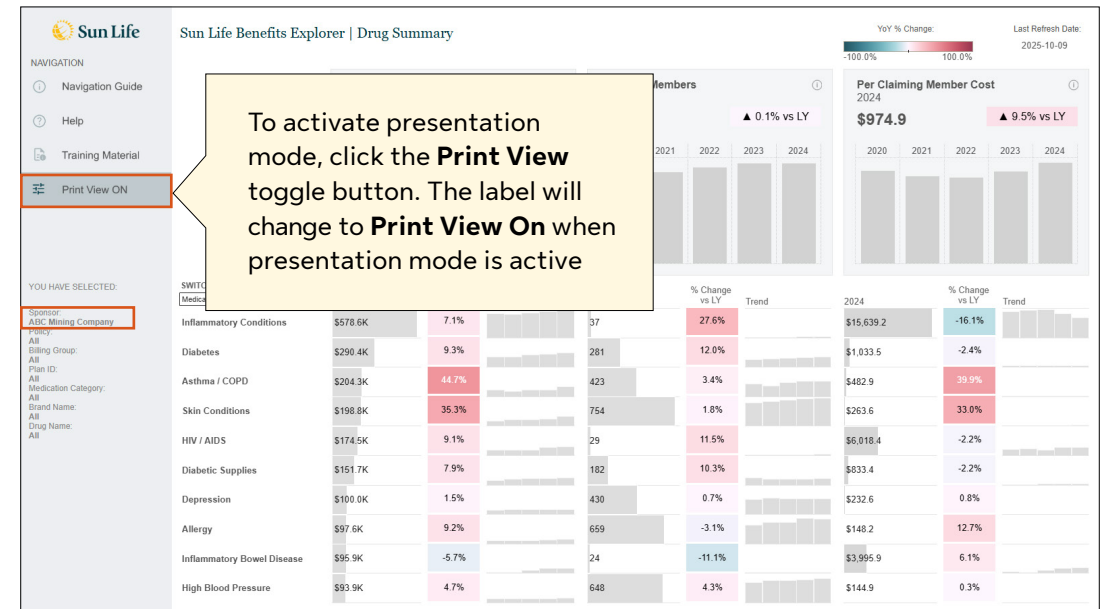 Sun Life
Sun Life Benefits Explorer | Drug Summary
YoY % Change:
-100.0% 100.0%
Last Refresh Date:
2025-10-09
NAVIGATION
Navigation Guide
Help
Training Material
Print View ON
To activate presentation
mode, click the Print View
toggle button. The label will
change to Print View On when
presentation mode is active
Members
▲ 0.1% vs LY
2021 2022 2023 2024
Per Claiming Member Cost
2024
$974.9 ▲ 9.5% vs LY
2020 2021 2022 2023 2024
YOU HAVE SELECTED:
Sponsor:
ABC Mining Company
Policy:
All
Billing Group:
All
Plan ID:
All
Medication Category:
All
Brand Name:
All
Drug Name:
All
% Change
vs LY Trend
2024 % Change
vs LY Trend
Inflammatory Conditions $578.6K 7.1% 37 27.6% $15,639.2 -16.1%
Diabetes $290.4K 9.3% 281 12.0% $1,033.5 -2.4%
Asthma / COPD $204.3K 44.7% 423 3.4% $482.9 39.9%
Skin Conditions $198.8K 35.3% 754 1.8% $263.6 33.0%
HIV / AIDS $174.5K 9.1% 29 11.5% $6,018.4 -2.2%
Diabetic Supplies $151.7K 7.9% 182 10.3% $833.4 -2.2%
Depression $100.0K 1.5% 430 0.7% $232.6 0.8%
Allergy $97.6K 9.2% 659 -3.1% $148.2 12.7%
Inflammatory Bowel Disease $95.9K -5.7% 24 -11.1% $3,995.9 6.1%
High Blood Pressure $93.9K 4.7% 648 4.3% $144.9 0.3%